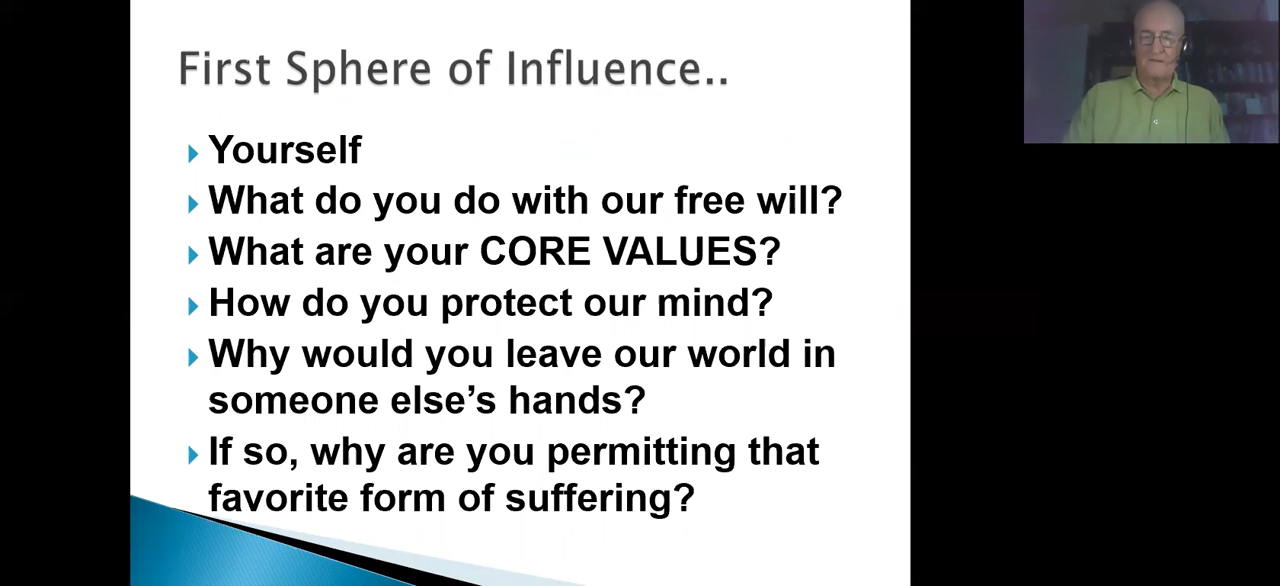 First Sphere of Influence..
Yourself
What do you do with our free will?
What are your CORE VALUES?
How do you protect our mind?
Why would you leave our world in
someone else’s hands?
If so, why are you permitting that
favorite form of suffering?